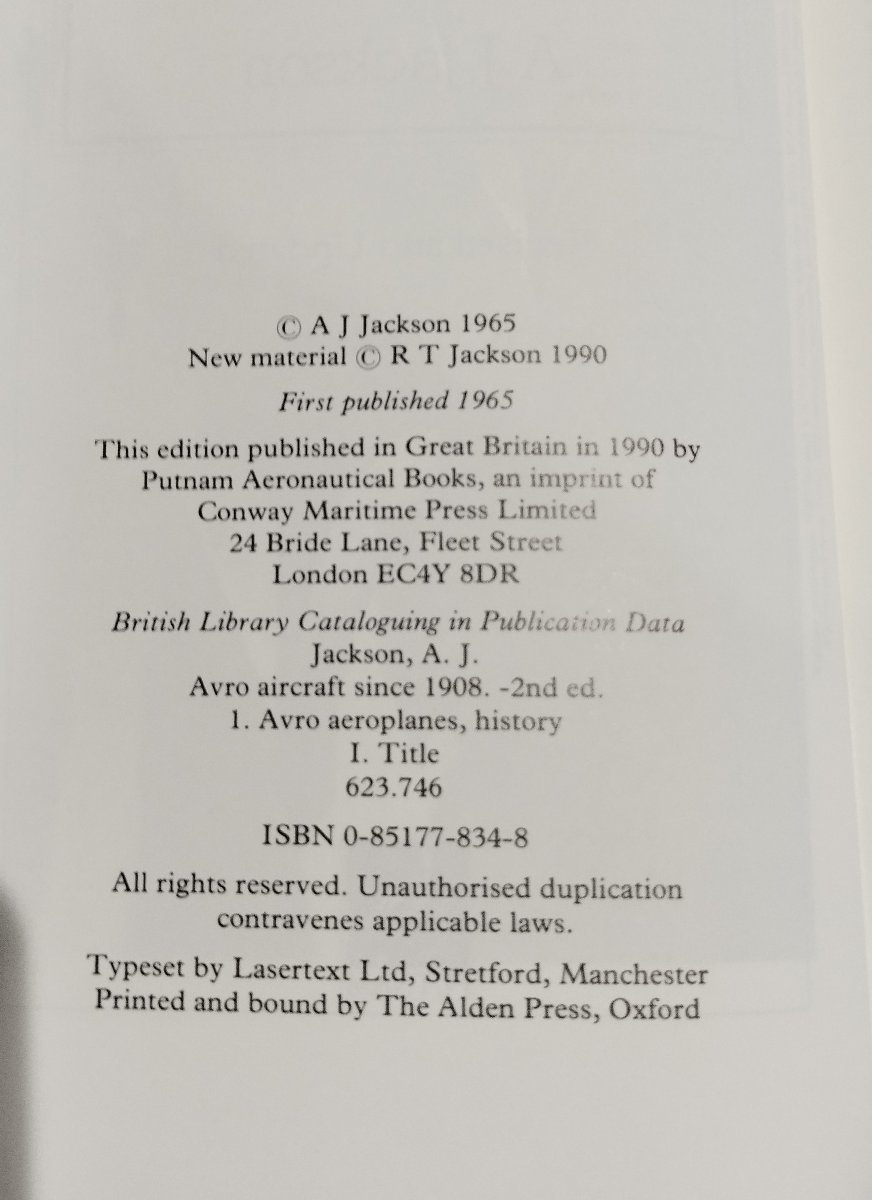 © A J Jackson 1965
New material © R T Jackson 1990
First published 1965
This edition published in Great Britain in 1990 by
Putnam Aeronautical Books, an imprint of
Conway Maritime Press Limited
24 Bride Lane, Fleet Street
London EC4Y 8DR
British Library Cataloguing in Publication Data
Jackson, A. J.
Avro aircraft since 1908. -2nd ed.
1. Avro aeroplanes, history
I. Title
623.746
ISBN 0-85177-834-8
All rights reserved. Unauthorised duplication
contravenes applicable laws.
Typeset by Lasertext Ltd, Stretford, Manchester
Printed and bound by The Alden Press, Oxford